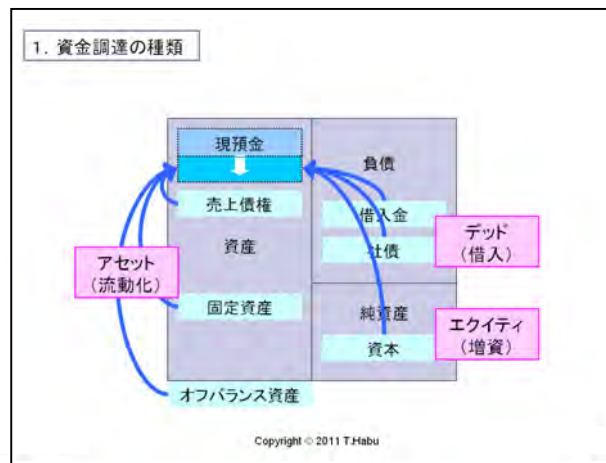 1. 資金調達の種類
現預金
負債
売上債権
借入金
デッド
(借入)
社債
資産
アセット
(流動化)
固定資産
純資産
エクイティ
(増資)
資本
オフバランス資産
Copyright © 2011 T.Habu